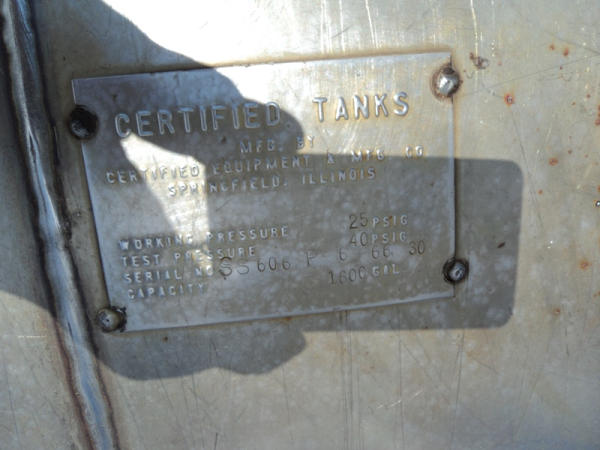 CERTIFIED TANKS
MFG. BY
CERTIFIED EQUIPMENT & MFG. CO
SPRINGFIELD, ILLINOIS
WORKING PRESSURE 25 PSIG
TEST PRESSURE 40 PSIG
SERIAL NO SS 606 P 6 66 30
CAPACITY 1600 GAL